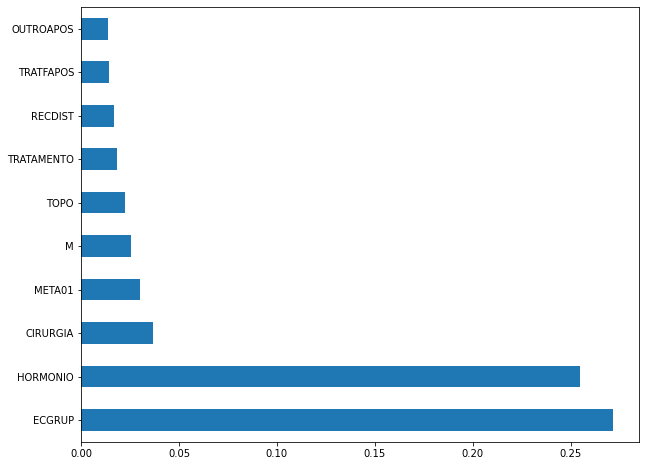 OUTROAPOS
TRATFAPOS
RECDIST
TRATAMENTO
TOPO
M
META01
CIRURGIA
HORMONIO
ECGRUP
0.00 0.05 0.10 0.15 0.20 0.25